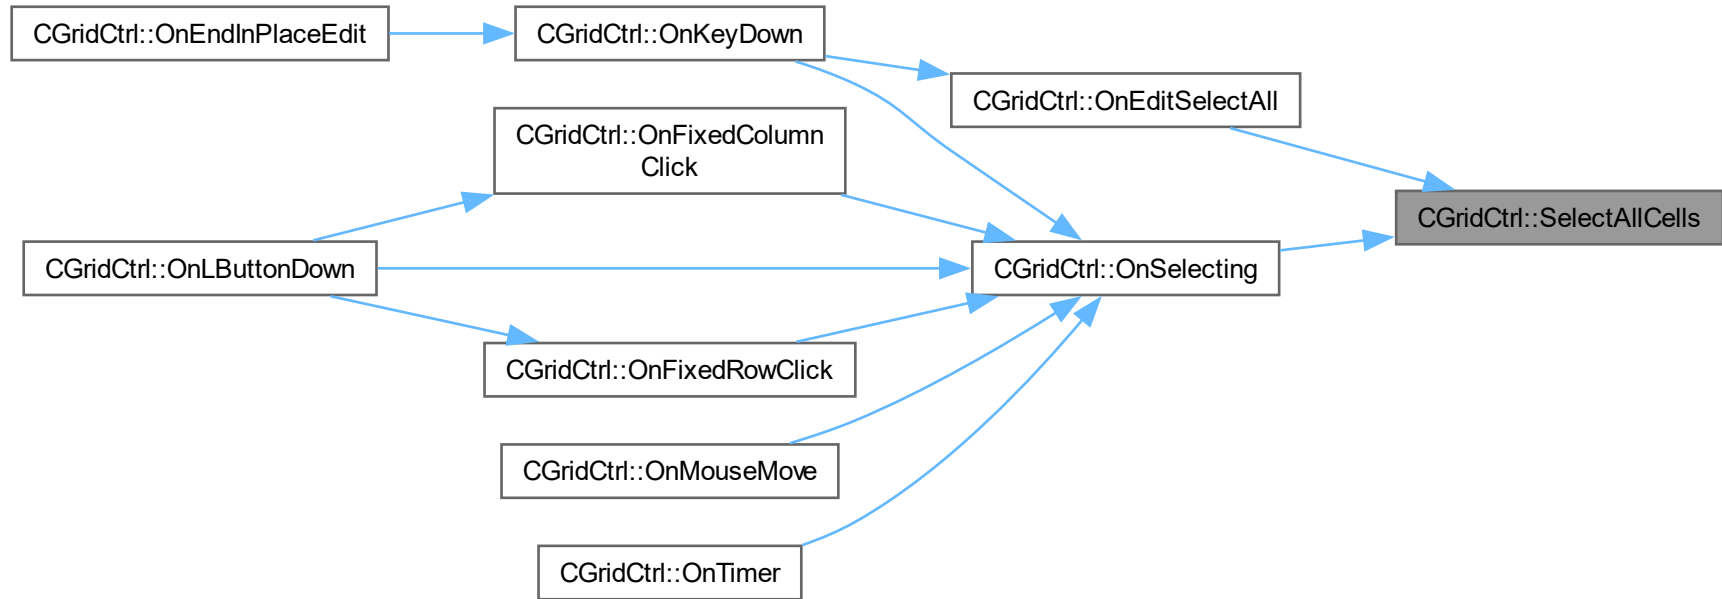 CGridCtrl::OnEndInPlaceEdit
CGridCtrl::OnKeyDown
CGridCtrl::OnEditSelectAll
CGridCtrl::OnFixedColumn
Click
CGridCtrl::SelectAllCells
CGridCtrl::OnLButtonDown
CGridCtrl::OnSelecting
CGridCtrl::OnFixedRowClick
CGridCtrl::OnMouseMove
CGridCtrl::OnTimer